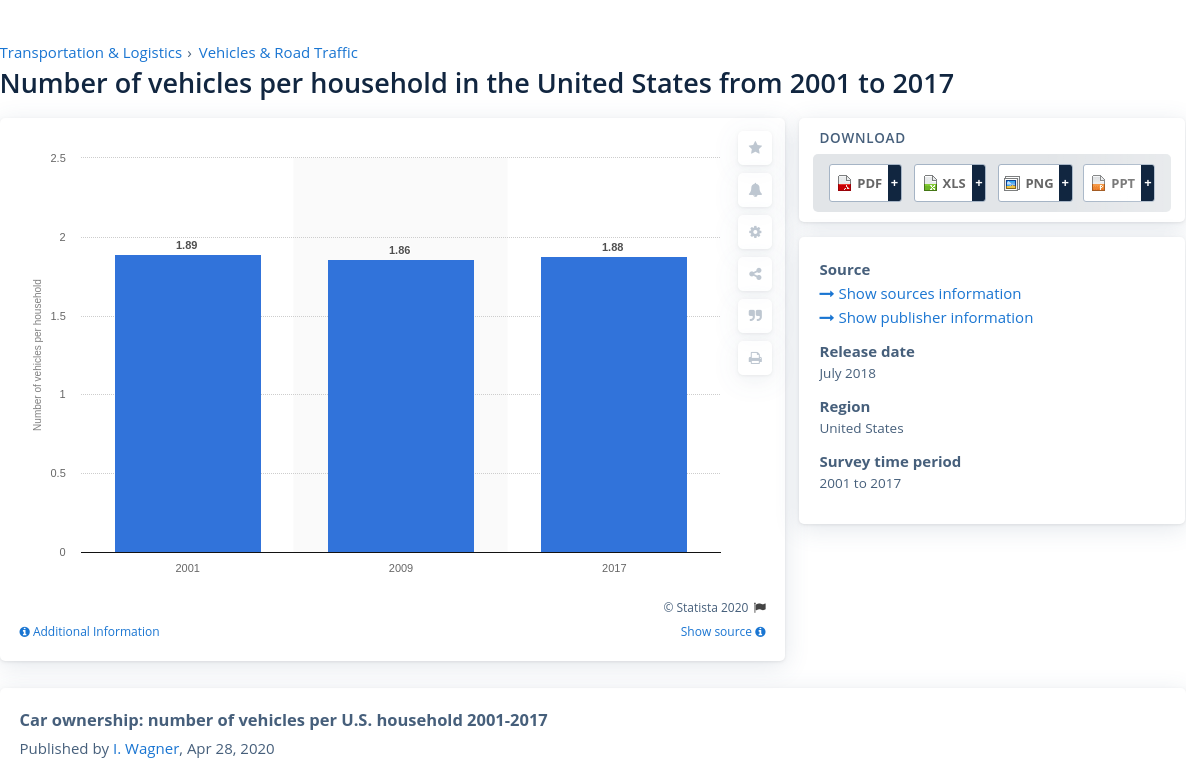 Transportation & Logistics › Vehicles & Road Traffic
Number of vehicles per household in the United States from 2001 to 2017
Number of vehicles per household
2.5
2
1.5
1
0.5
0
1.89
1.86
1.88
2001
2009
2017
© Statista 2020
Additional Information
Show source
DOWNLOAD
PDF + XLS + PNG + PPT +
Source
Show sources information
Show publisher information
Release date
July 2018
Region
United States
Survey time period
2001 to 2017
Car ownership: number of vehicles per U.S. household 2001-2017
Published by I. Wagner, Apr 28, 2020